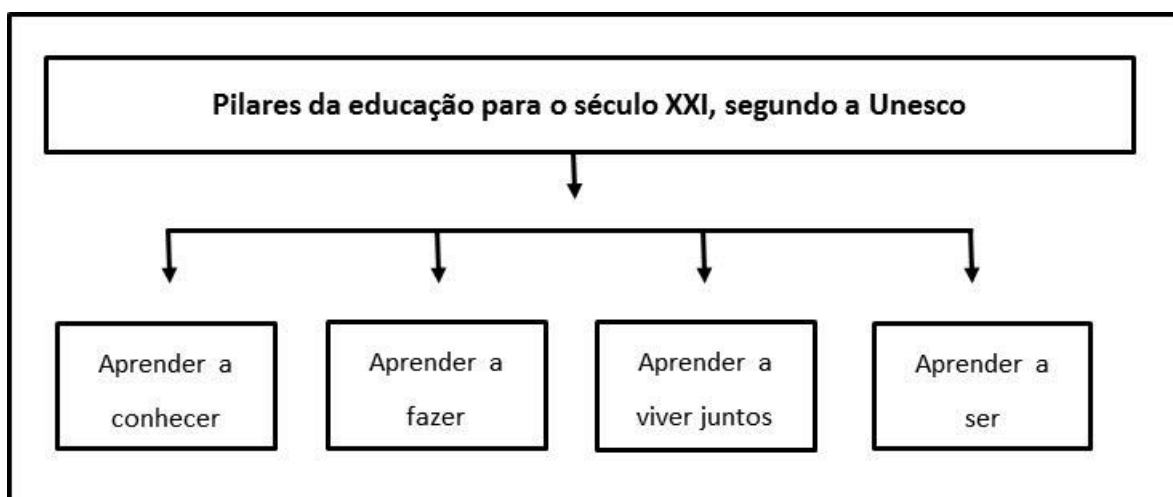 Pilares da educação para o século XXI, segundo a Unesco
Aprender a
conhecer
Aprender a
fazer
Aprender a
viver juntos
Aprender a
ser